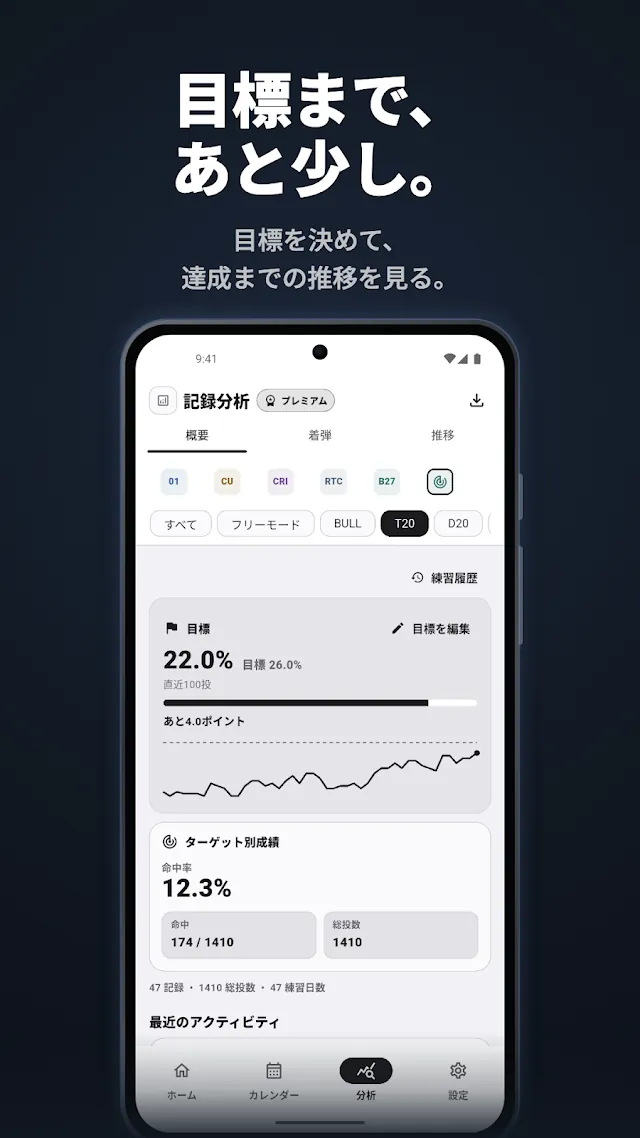 目標まで、
あと少し。
目標を決めて、
達成までの推移を見る。
9:41
記録分析 プレミアム
概要 着弾 推移
01 CU CRI RTC B27
すべて フリーモード BULL T20 D20
練習履歴
目標 目標を編集
22.0% 目標 26.0%
直近100投
あと4.0ポイント
ターゲット別成績
命中率
12.3%
命中 総投数
174 / 1410 1410
47 記録 ・ 1410 総投数 ・ 47 練習日数
最近のアクティビティ
ホーム カレンダー 分析 設定